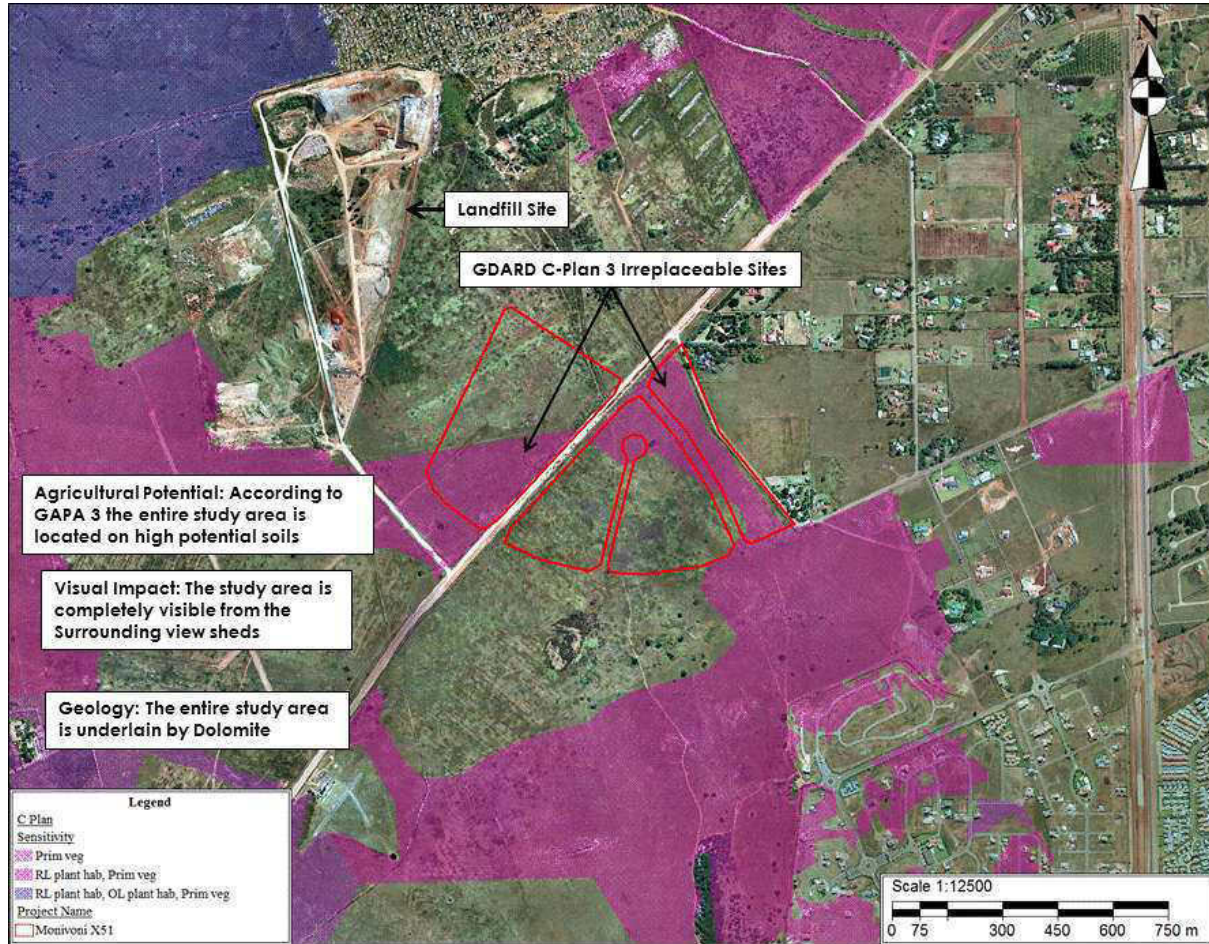 N
Landfill Site
GDARD C-Plan 3 Irreplaceable Sites
Agricultural Potential: According to
GAPA 3 the entire study area is
located on high potential soils
Visual Impact: The study area is
completely visible from the
Surrounding view sheds
Geology: The entire study area
is underlain by Dolomite
Legend
C Plan
Sensitivity
Prim veg
RL plant hab, Prim veg
RL plant hab, OL plant hab, Prim veg
Project Name
Monivoni X51
Scale 1:12500
0 75 150 300 450 600 750 m